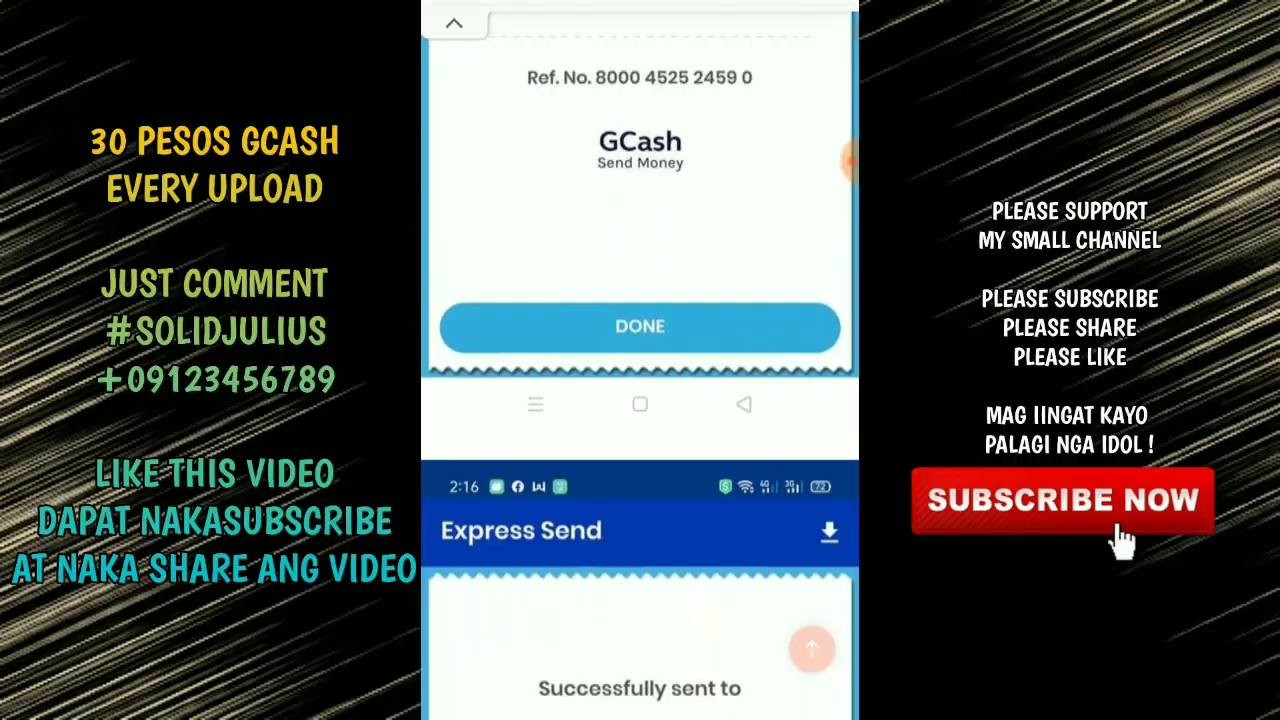 30 PESOS GCASH
EVERY UPLOAD
JUST COMMENT
#SOLIDJULIUS
+09123456789
LIKE THIS VIDEO
DAPAT NAKASUBSCRIBE
AT NAKA SHARE ANG VIDEO
Ref. No. 8000 4525 2459 0
GCash
Send Money
DONE
2:16
72
Express Send
Successfully sent to
PLEASE SUPPORT
MY SMALL CHANNEL
PLEASE SUBSCRIBE
PLEASE SHARE
PLEASE LIKE
MAG IINGAT KAYO
PALAGI NGA IDOL !
SUBSCRIBE NOW